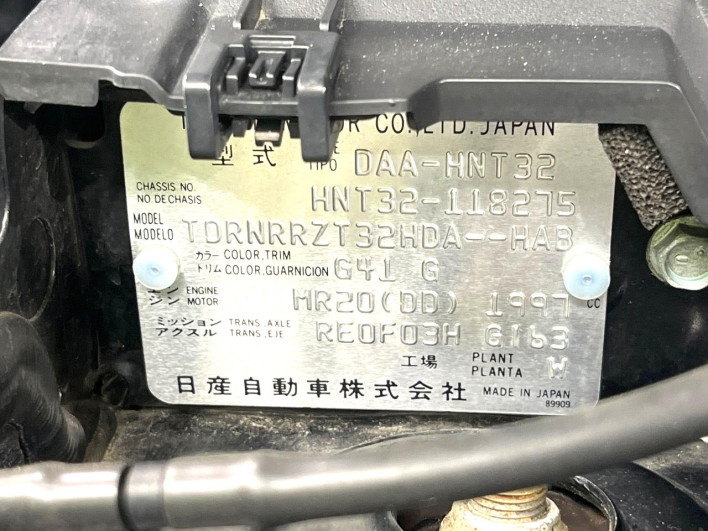 OR CO.,LTD.JAPAN
型式 TIPO DAA-HNT32
CHASSIS NO. HNT32-118275
NO.DE CHASIS
MODEL
MODELO TDRNRRZT32HDA--HAB
カラー COLOR,TRIM
トリム COLOR,GUARNICION G41 G
ENGINE
ジン MOTOR MR20(DD) 1997 CC
ミッション TRANS.AXLE
アクスル TRANS.EJE RE0F03H GI63
工場 PLANT
PLANTA W
日産自動車株式会社 MADE IN JAPAN
89909